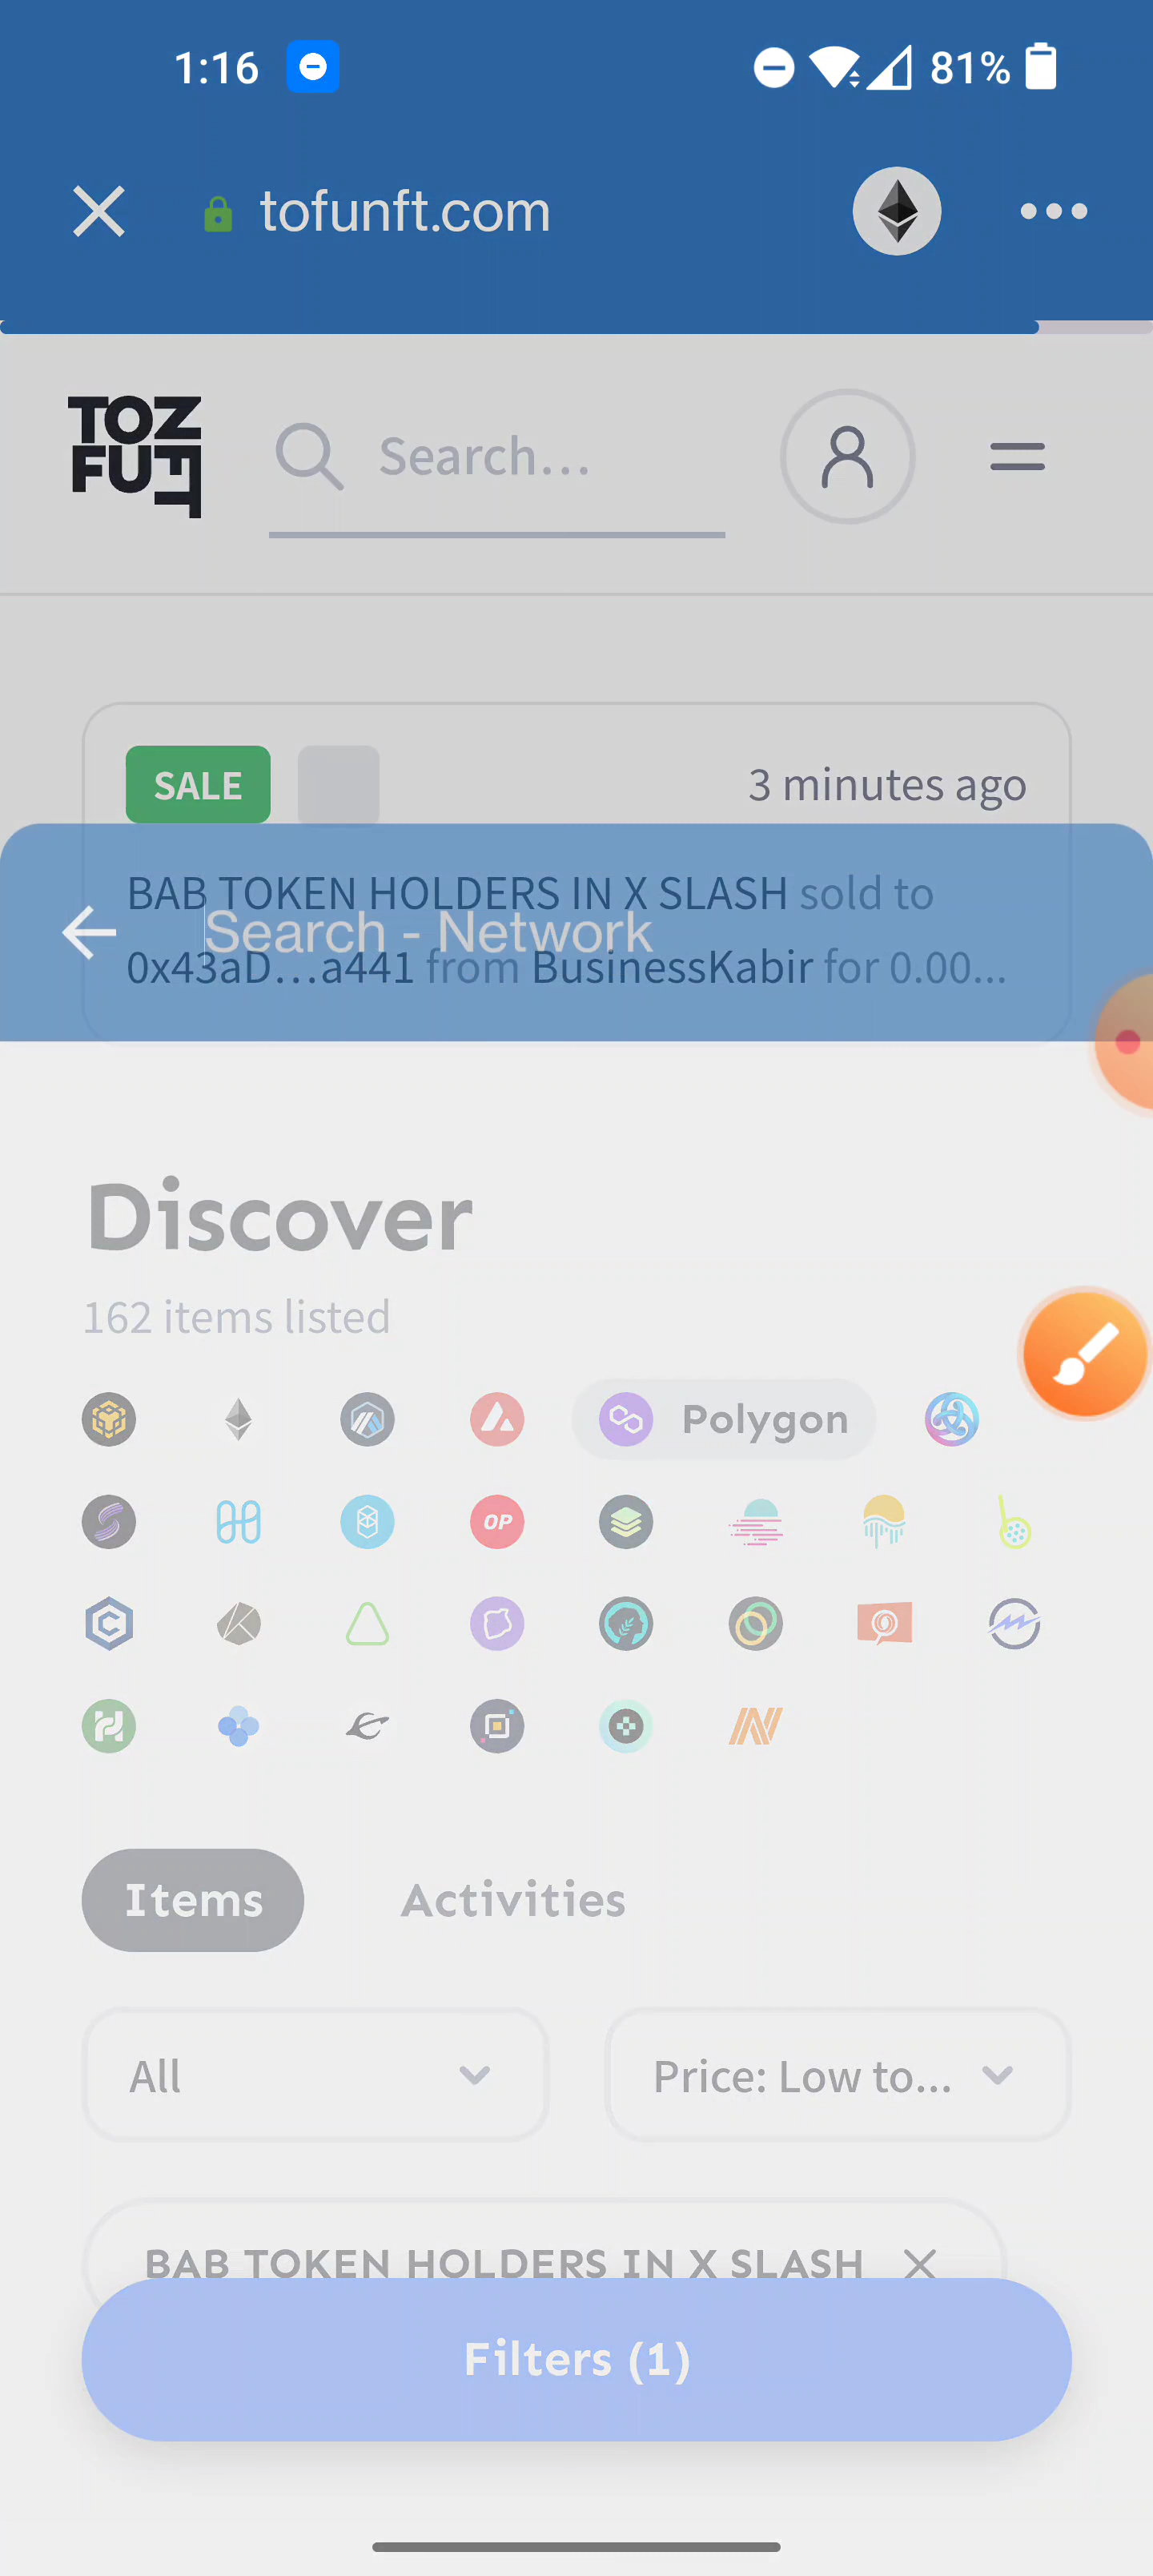 1:16
81%
tofunft.com
TOZ
FUFT
Search...
SALE
3 minutes ago
BAB TOKEN HOLDERS IN X SLASH sold to
Search - Network
0x43aD...a441 from BusinessKabir for 0.00...
Discover
162 items listed
Polygon
OP
Items
Activities
All
Price: Low to...
BAB TOKEN HOLDERS IN X SLASH
Filters (1)